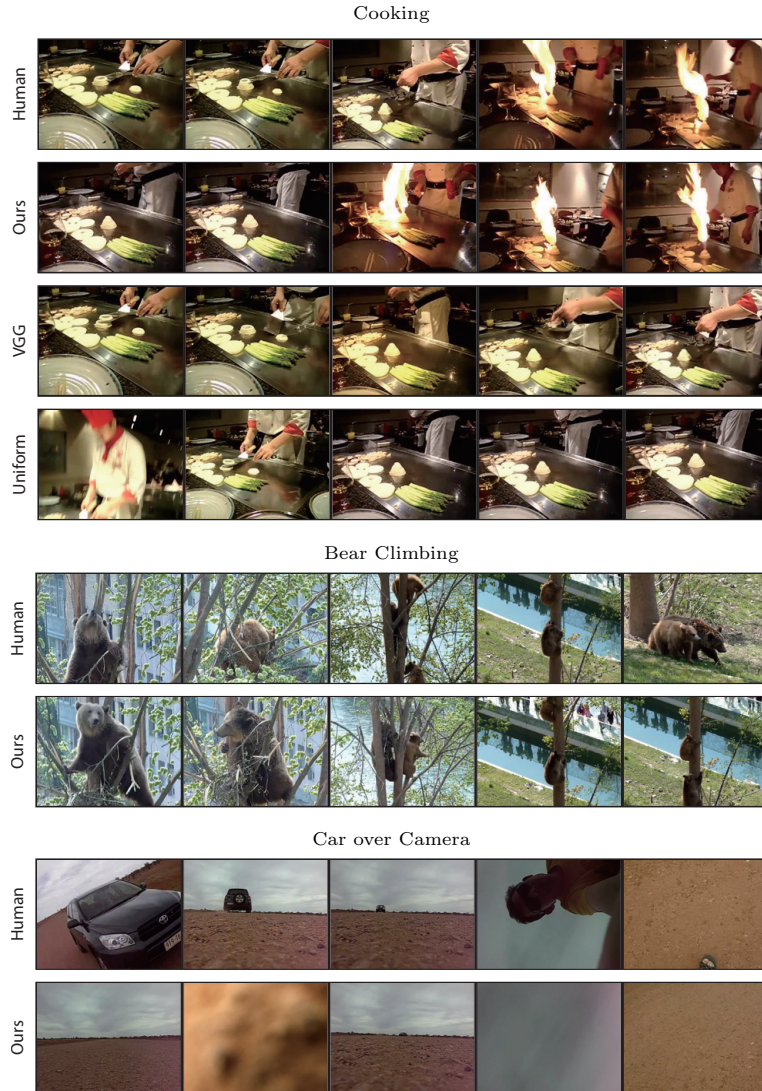 Cooking
Human
Ours
VGG
Uniform
Bear Climbing
Human
Ours
Car over Camera
Human
Ours